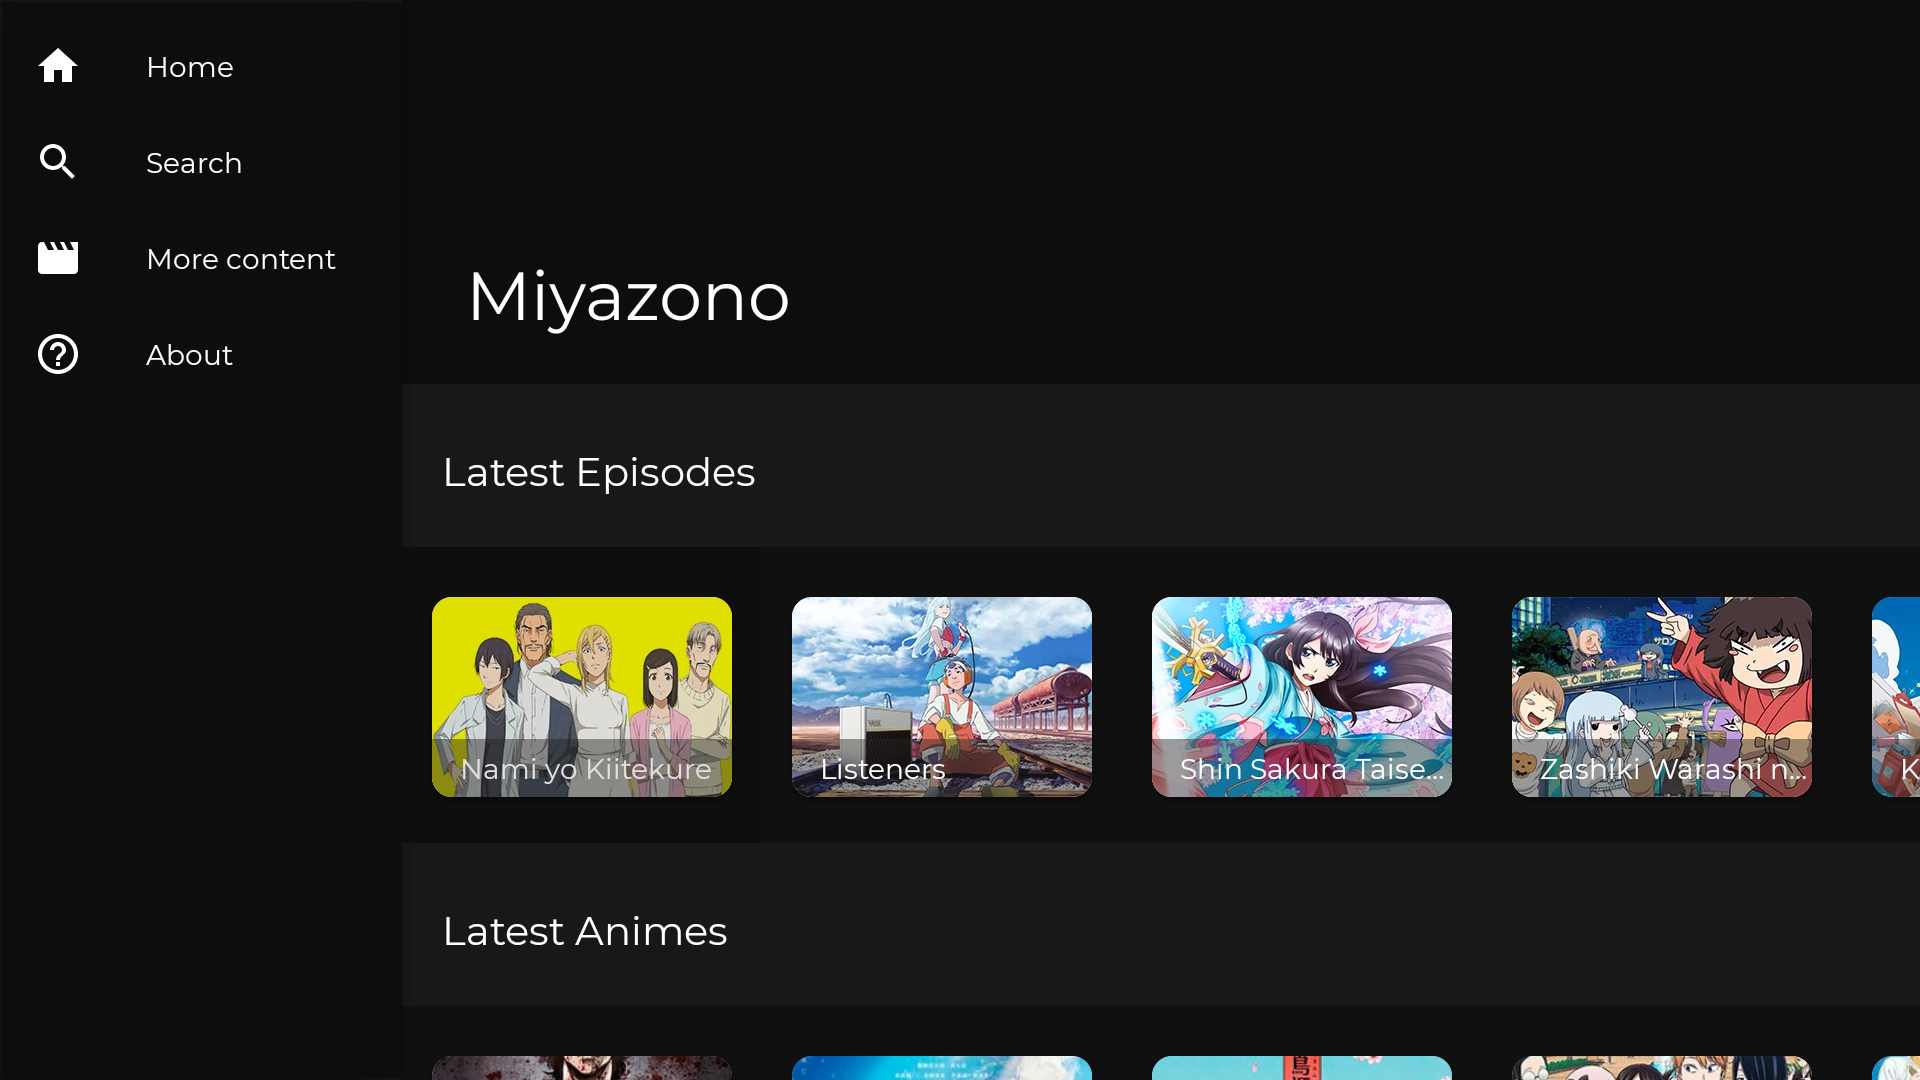 Home
Search
More content
About
Miyazono
Latest Episodes
Nami yo Kiitekure
Listeners
Shin Sakura Taise...
Zashiki Warashi n...
K
Latest Animes